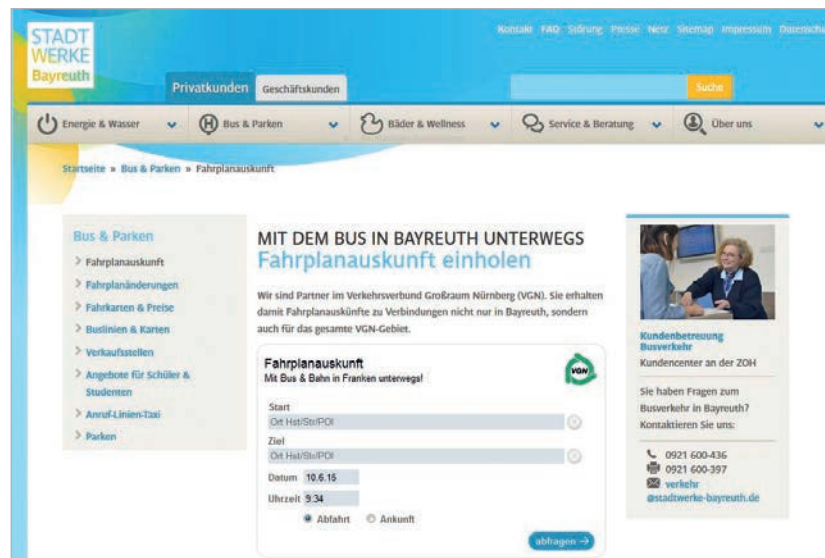 STADT
WERKE
Bayreuth
Kontakt FAQ Störung Presse Netz Sitemap Impressum
Privatkunden Geschäftskunden
Suche
Energie & Wasser Bus & Parken Bäder & Wellness Service & Beratung Über uns
Startseite » Bus & Parken » Fahrplanauskunft
Bus & Parken
Fahrplanauskunft
Fahrplanänderungen
Fahrkarten & Preise
Buslinien & Karten
Verkaufsstellen
Angebote für Schüler &
Studenten
Anruf-Linien-Taxi
Parken
MIT DEM BUS IN BAYREUTH UNTERWEGS
Fahrplanauskunft einholen
Wir sind Partner im Verkehrsverbund Großraum Nürnberg (VGN). Sie erhalten
damit Fahrplanauskünfte zu Verbindungen nicht nur in Bayreuth, sondern
auch für das gesamte VGN-Gebiet.
Fahrplanauskunft
Mit Bus & Bahn in Franken unterwegs!
VGN
Start
Ort Hst/Str/POI
Ziel
Ort Hst/Str/POI
Datum 10.6.15
Uhrzeit 9:34
Abfahrt Ankunft
abfragen
Kundenbetreuung
Busverkehr
Kundencenter an der ZOH
Sie haben Fragen zum
Busverkehr in Bayreuth?
Kontaktieren Sie uns:
0921 600-436
0921 600-397
verkehr
@stadtwerke-bayreuth.de